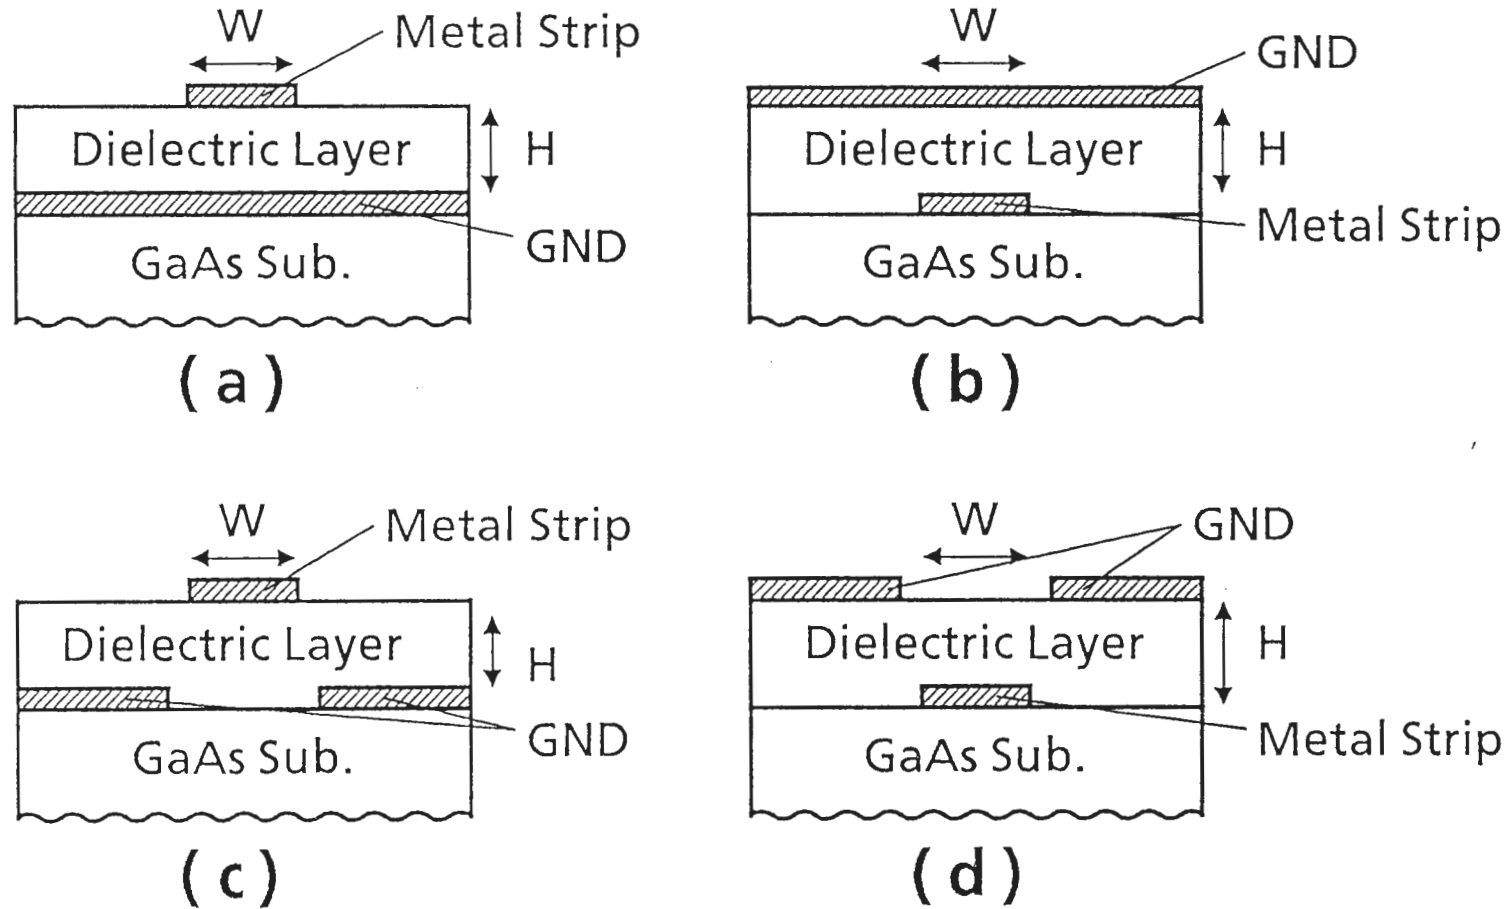 W
Metal Strip
Dielectric Layer
H
GND
GaAs Sub.
(a)
W
GND
Dielectric Layer
H
Metal Strip
GaAs Sub.
(b)
W
Metal Strip
Dielectric Layer
H
GND
GaAs Sub.
(c)
W
GND
Dielectric Layer
H
Metal Strip
GaAs Sub.
(d)